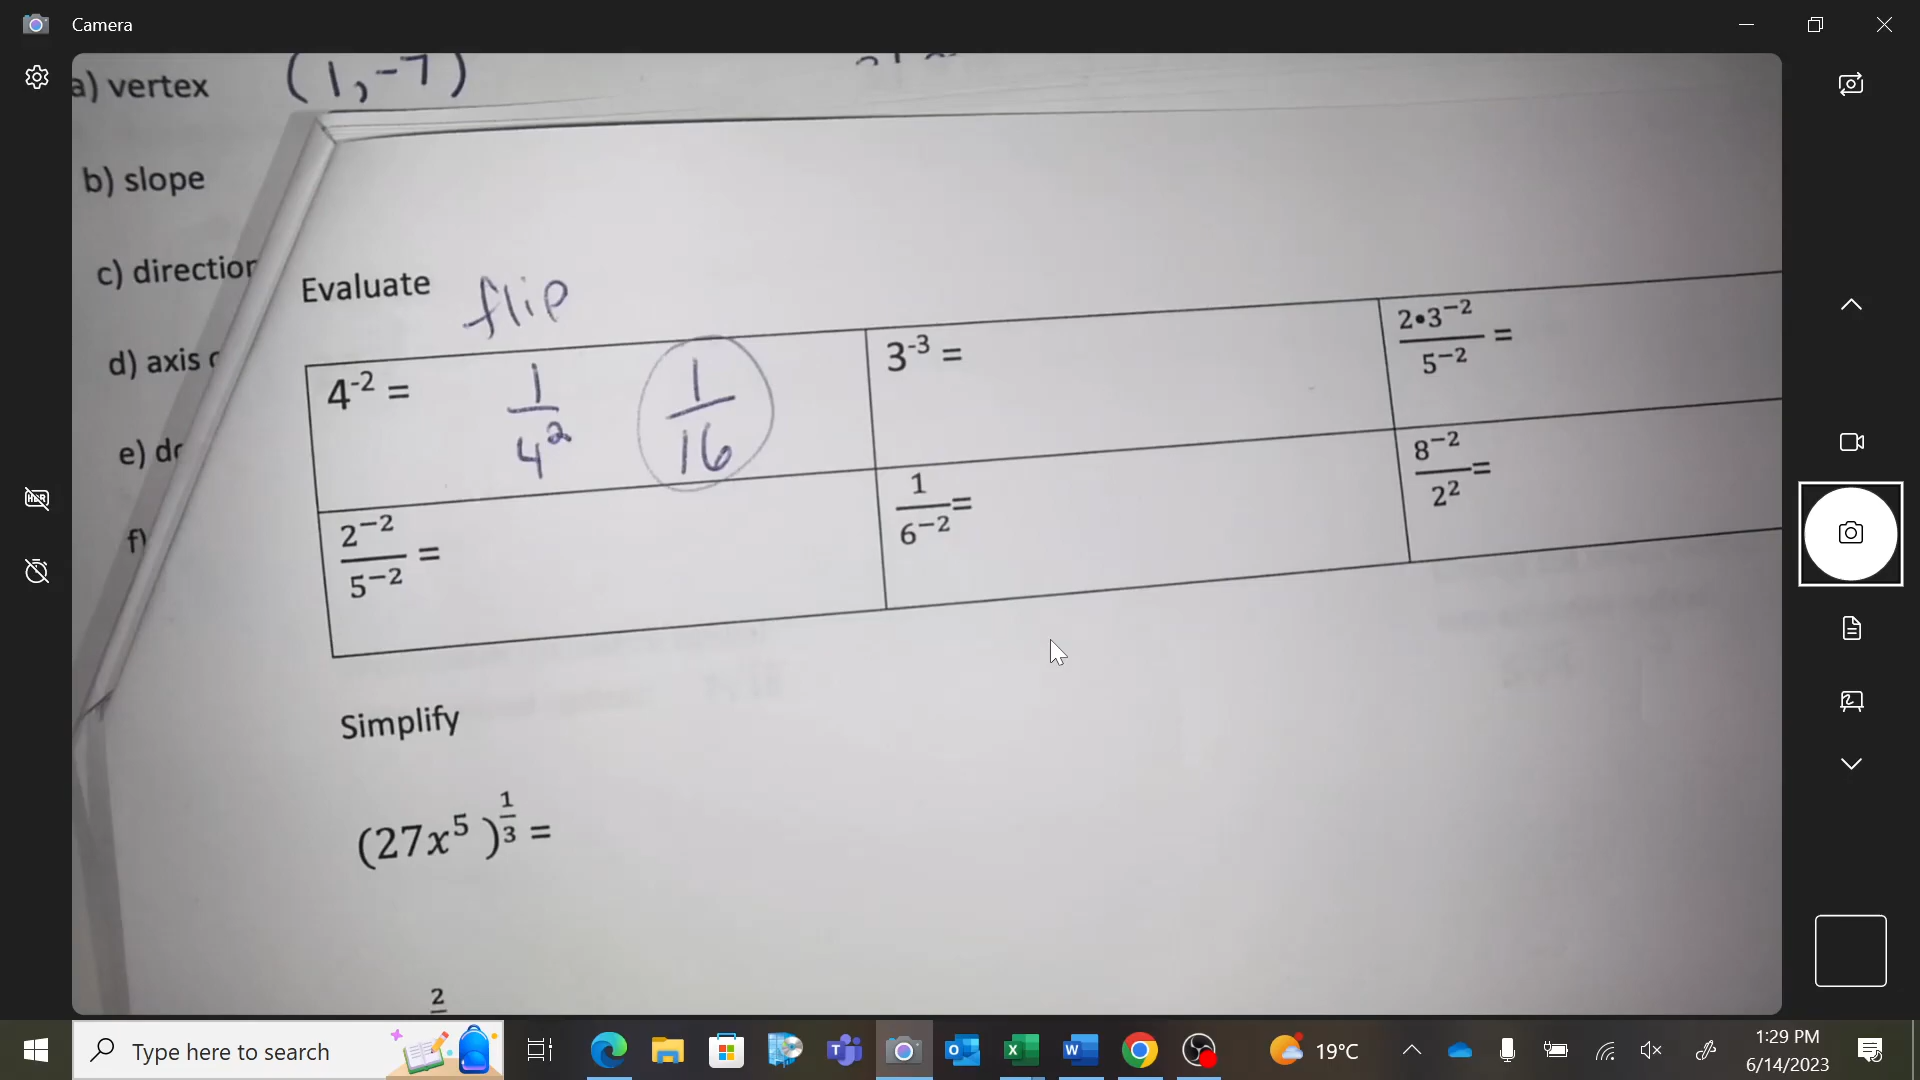 Camera
a) vertex (1,-7)
b) slope
c) direction
d) axis
e)
f)
Evaluate flip
4^-2 = 1/4^2 1/16
3^-3 =
2•3^−2/5^−2 =
2^−2/5^−2 =
1/6^−2 =
8^−2/2^2 =
Simplify
(27x^5 )^1/3 =
2
Type here to search
19°C
1:29 PM
6/14/2023